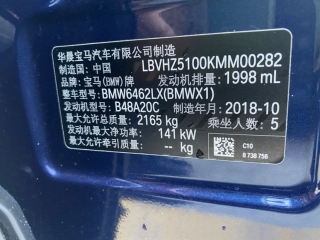 华晨宝马汽车有限公司制造
制造国：中国 LBVHZ5100KMM00282
品牌：宝马(BMW)牌 发动机排量：1998 mL
整车型号：BMW6462LX(BMWX1)
发动机型号：B48A20C 制造年月：2018-10
最大允许总质量：2165 kg 乘坐人数：5
发动机最大净功率：141 kW
最大允许牵引质量：-- kg
C10
8 738 756